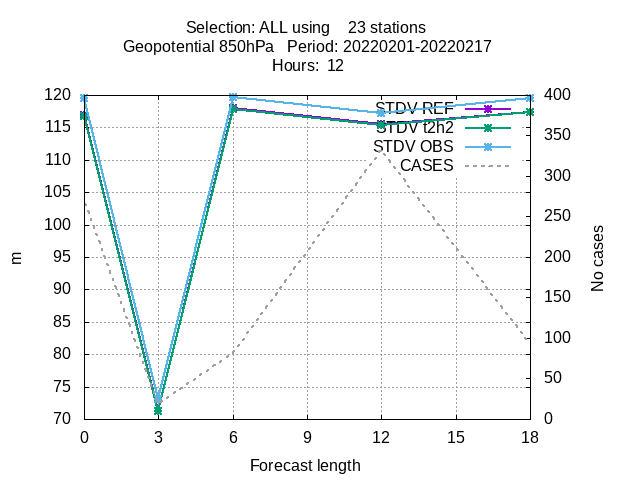 Selection: ALL using 23 stations
Geopotential 850hPa Period: 20220201-20220217
Hours: 12
120
115
110
105
100
95
90
85
80
75
70
400
350
300
250
200
150
100
50
0
STDV REF
STDV t2h2
STDV OBS
CASES
m
No cases
0 3 6 9 12 15 18
Forecast length